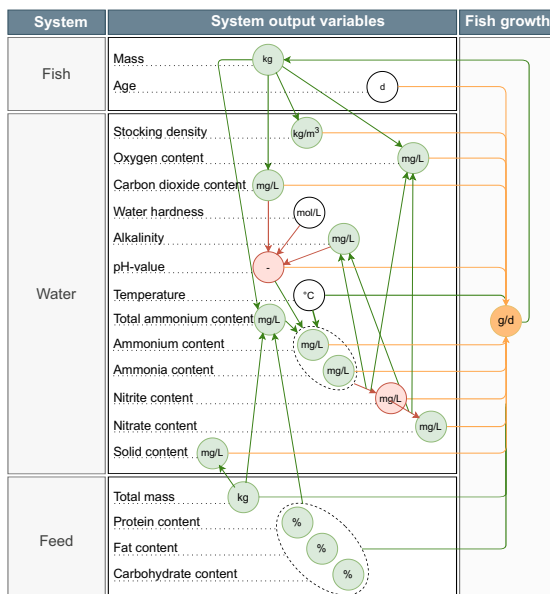 System System output variables Fish growth
Fish
Mass kg
Age d
Water
Stocking density kg/m³
Oxygen content mg/L
Carbon dioxide content mg/L
Water hardness mol/L
Alkalinity mg/L
pH-value -
Temperature °C
Total ammonium content mg/L
g/d
Ammonium content mg/L
Ammonia content mg/L
Nitrite content mg/L
Nitrate content mg/L
Solid content mg/L
Feed
Total mass kg
Protein content %
Fat content %
Carbohydrate content %